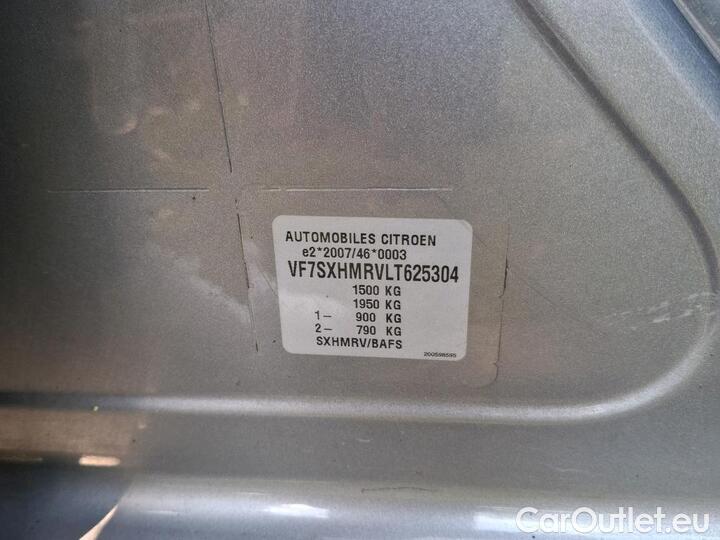 AUTOMOBILES CITROEN
e2*2007/46*0003
VF7SXHMRVLT625304
1500 KG
1950 KG
1- 900 KG
2- 790 KG
SXHMRV/BAFS
200598595
CarOutlet.eu